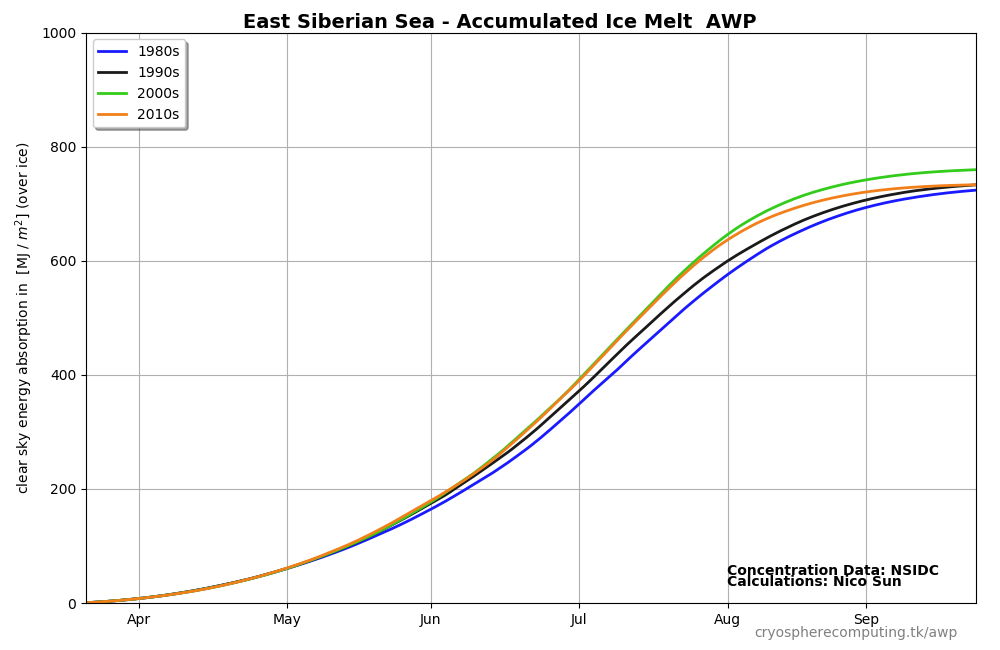 East Siberian Sea - Accumulated Ice Melt  AWP
1000
800
600
400
200
0
clear sky energy absorption in  [MJ / m²] (over ice)
1980s
1990s
2000s
2010s
Concentration Data: NSIDC
Calculations: Nico Sun
Apr May Jun Jul Aug Sep
cryospherecomputing.tk/awp